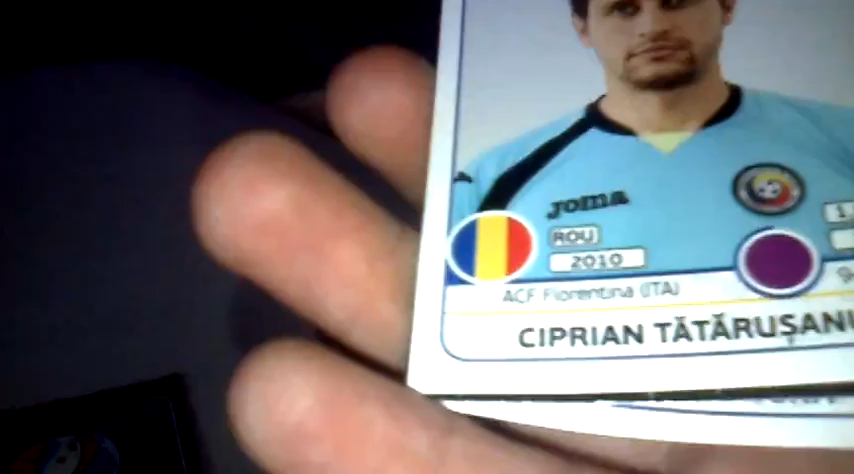 Joma
ROU
2010
ACF Fiorentina (ITA)
CIPRIAN TĂTĂRUȘANU